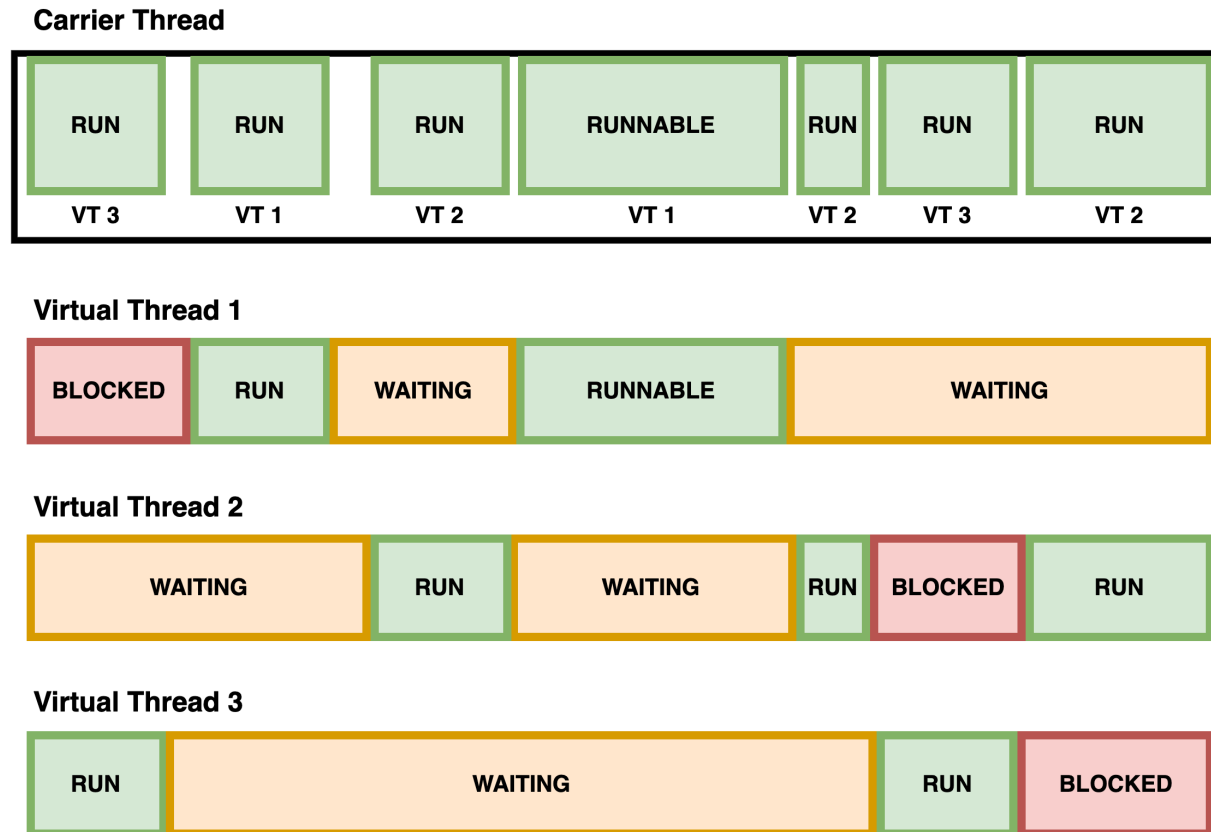 Carrier Thread
RUN RUN RUN RUNNABLE RUN RUN RUN
VT 3 VT 1 VT 2 VT 1 VT 2 VT 3 VT 2
Virtual Thread 1
BLOCKED RUN WAITING RUNNABLE WAITING
Virtual Thread 2
WAITING RUN WAITING RUN BLOCKED RUN
Virtual Thread 3
RUN WAITING RUN BLOCKED